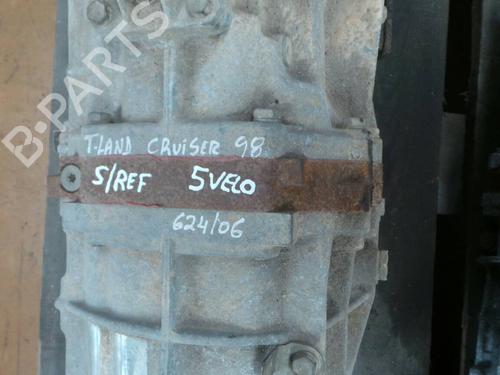 B-PARTS
T-LAND CRUISER 98
S/REF 5VELO
624/06